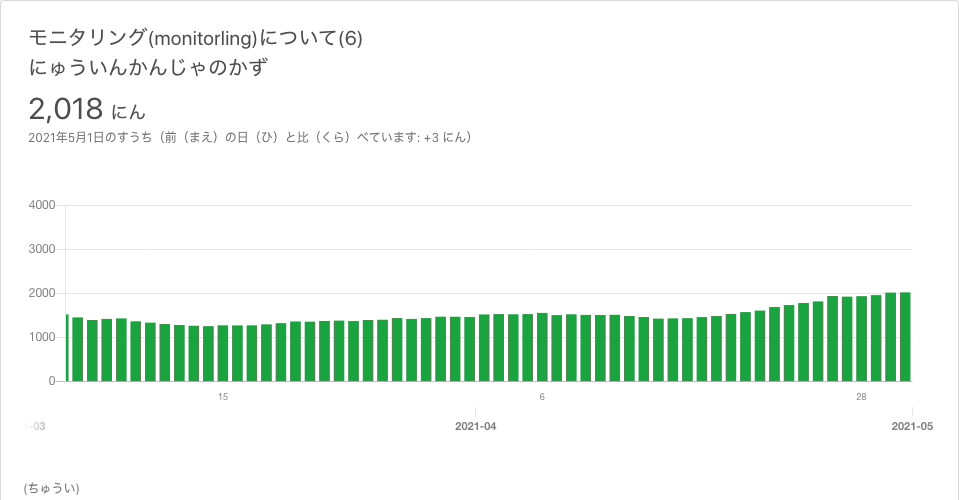 モニタリング(monitorling)について(6)
にゅういんかんじゃのかず
2,018 にん
2021年5月1日のすうち（前（まえ）の日（ひ）と比（くら）べています: +3 にん）
4000
3000
2000
1000
0
15
6
28
-03
2021-04
2021-05
(ちゅうい)